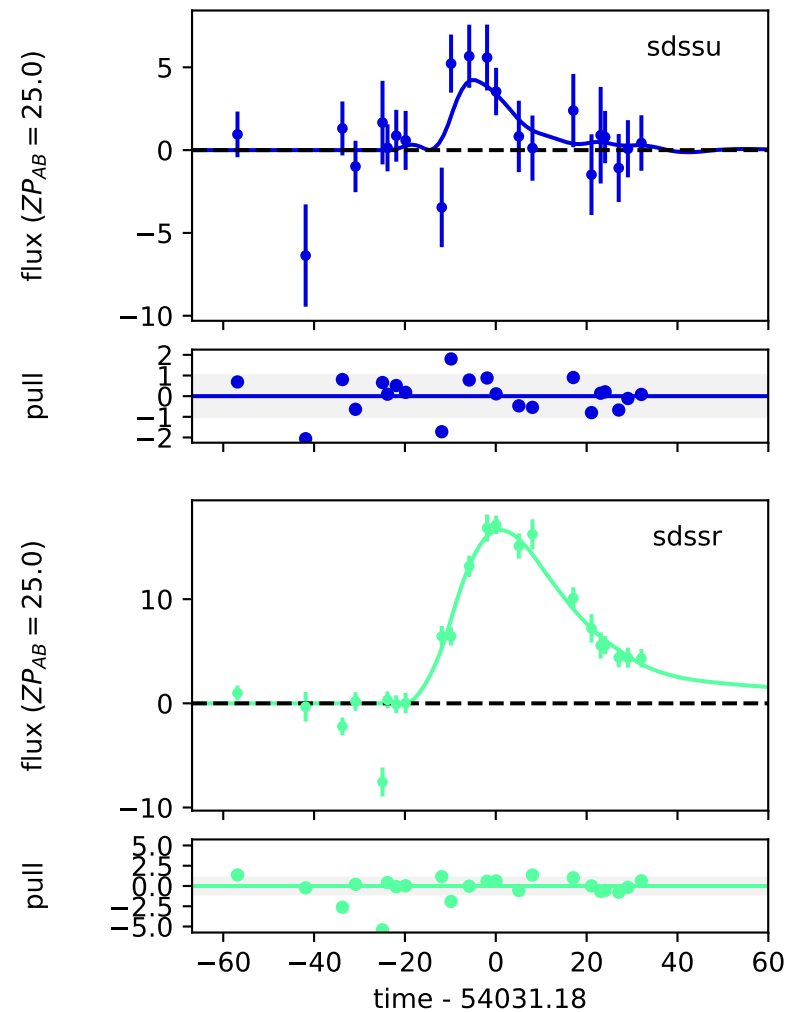 sdssu
flux (ZP_AB = 25.0)
5
0
−5
−10
pull
2
1
0
−1
−2
sdssr
flux (ZP_AB = 25.0)
10
0
−10
pull
5.0
2.5
0.0
−2.5
−5.0
−60 −40 −20 0 20 40 60
time - 54031.18